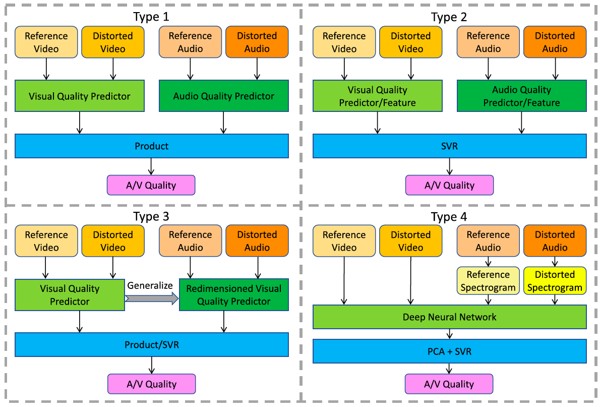 Type 1
Reference
Video
Distorted
Video
Reference
Audio
Distorted
Audio
Visual Quality Predictor
Audio Quality Predictor
Product
A/V Quality
Type 2
Reference
Video
Distorted
Video
Reference
Audio
Distorted
Audio
Visual Quality
Predictor/Feature
Audio Quality
Predictor/Feature
SVR
A/V Quality
Type 3
Reference
Video
Distorted
Video
Reference
Audio
Distorted
Audio
Visual Quality
Predictor
Generalize
Redimensioned Visual
Quality Predictor
Product/SVR
A/V Quality
Type 4
Reference
Video
Distorted
Video
Reference
Audio
Distorted
Audio
Reference
Spectrogram
Distorted
Spectrogram
Deep Neural Network
PCA + SVR
A/V Quality